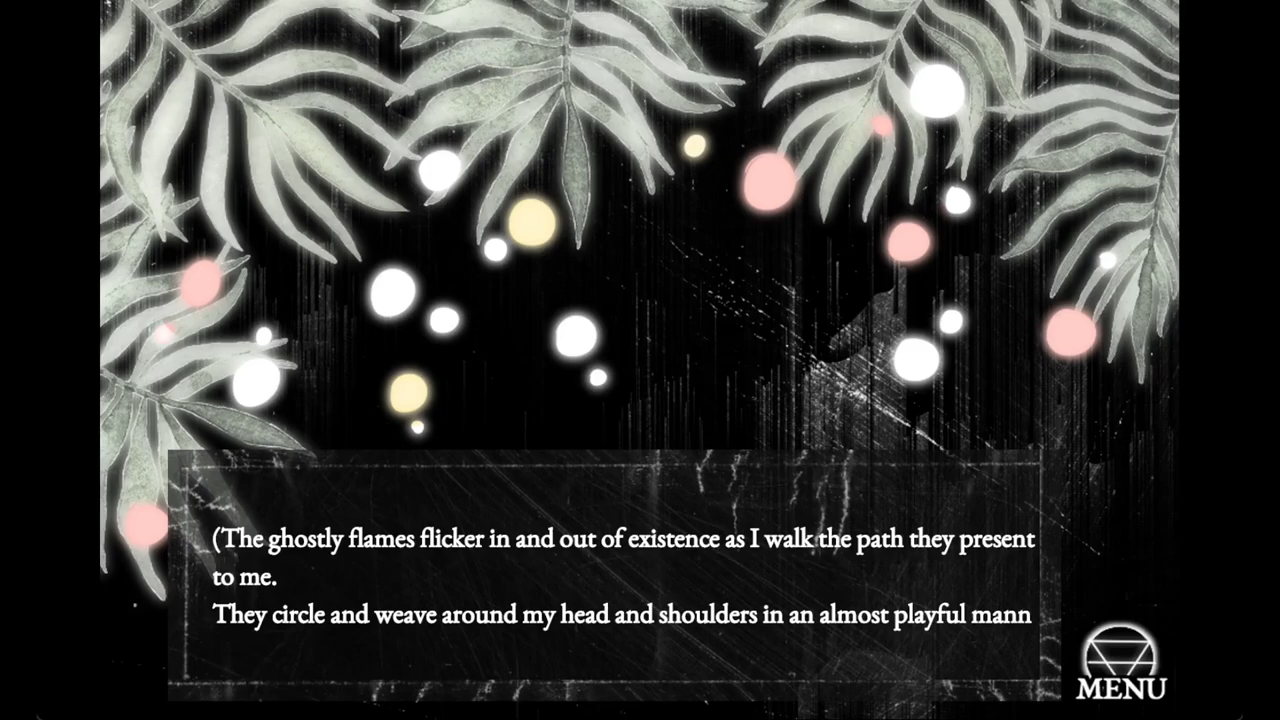 (The ghostly flames flicker in and out of existence as I walk the path they present
to me.
They circle and weave around my head and shoulders in an almost playful mann
MENU